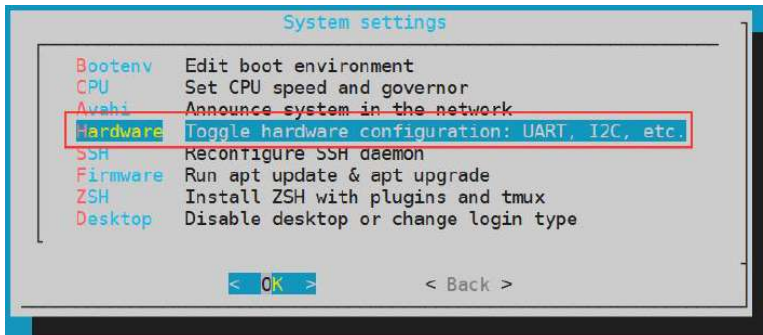 System settings
Bootenv Edit boot environment
CPU Set CPU speed and governor
Avahi Announce system in the network
Hardware Toggle hardware configuration: UART, I2C, etc.
SSH Reconfigure SSH daemon
Firmware Run apt update & apt upgrade
ZSH Install ZSH with plugins and tmux
Desktop Disable desktop or change login type
< OK > < Back >